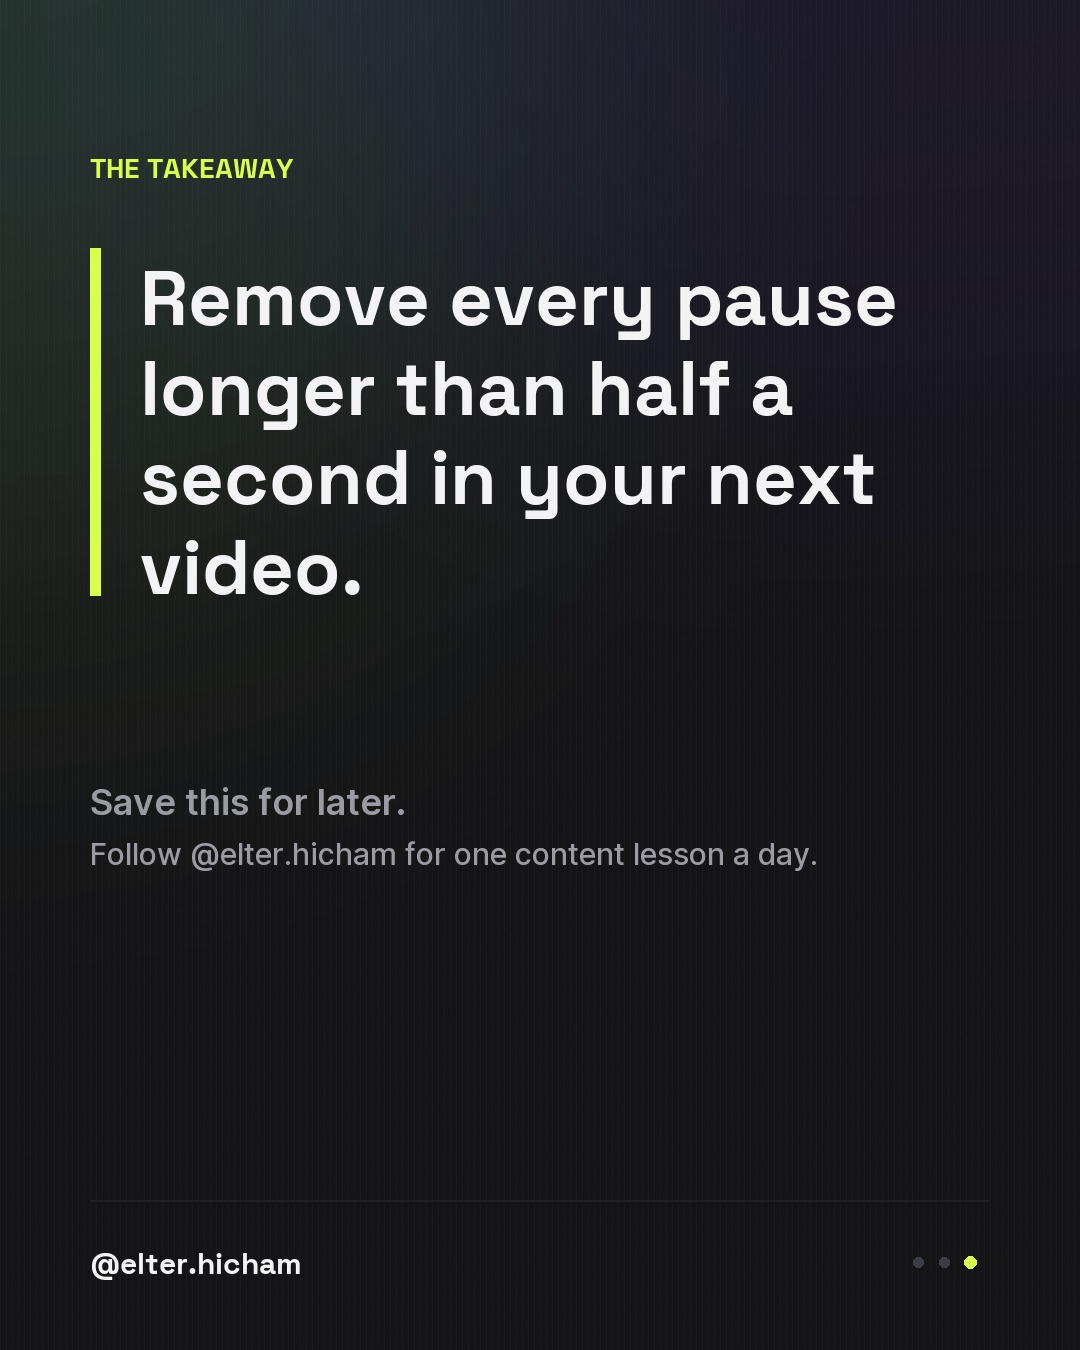 THE TAKEAWAY
Remove every pause
longer than half a
second in your next
video.
Save this for later.
Follow @elter.hicham for one content lesson a day.
@elter.hicham